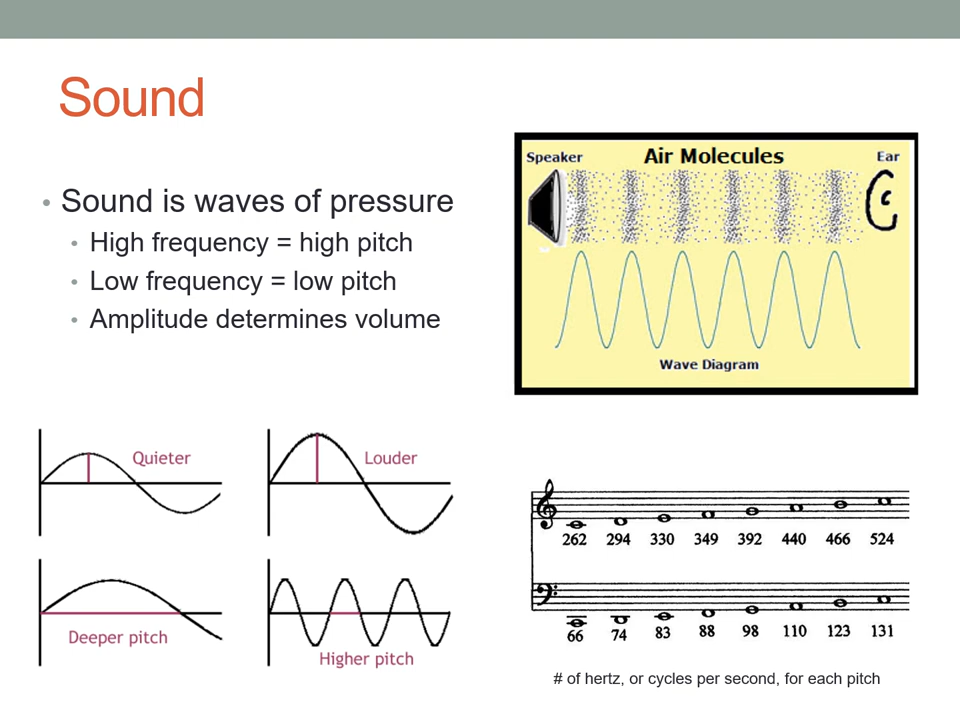 Sound
• Sound is waves of pressure
• High frequency = high pitch
• Low frequency = low pitch
• Amplitude determines volume
Speaker Air Molecules Ear
Wave Diagram
Quieter
Louder
Deeper pitch
Higher pitch
262 294 330 349 392 440 466 524
66 74 83 88 98 110 123 131
# of hertz, or cycles per second, for each pitch